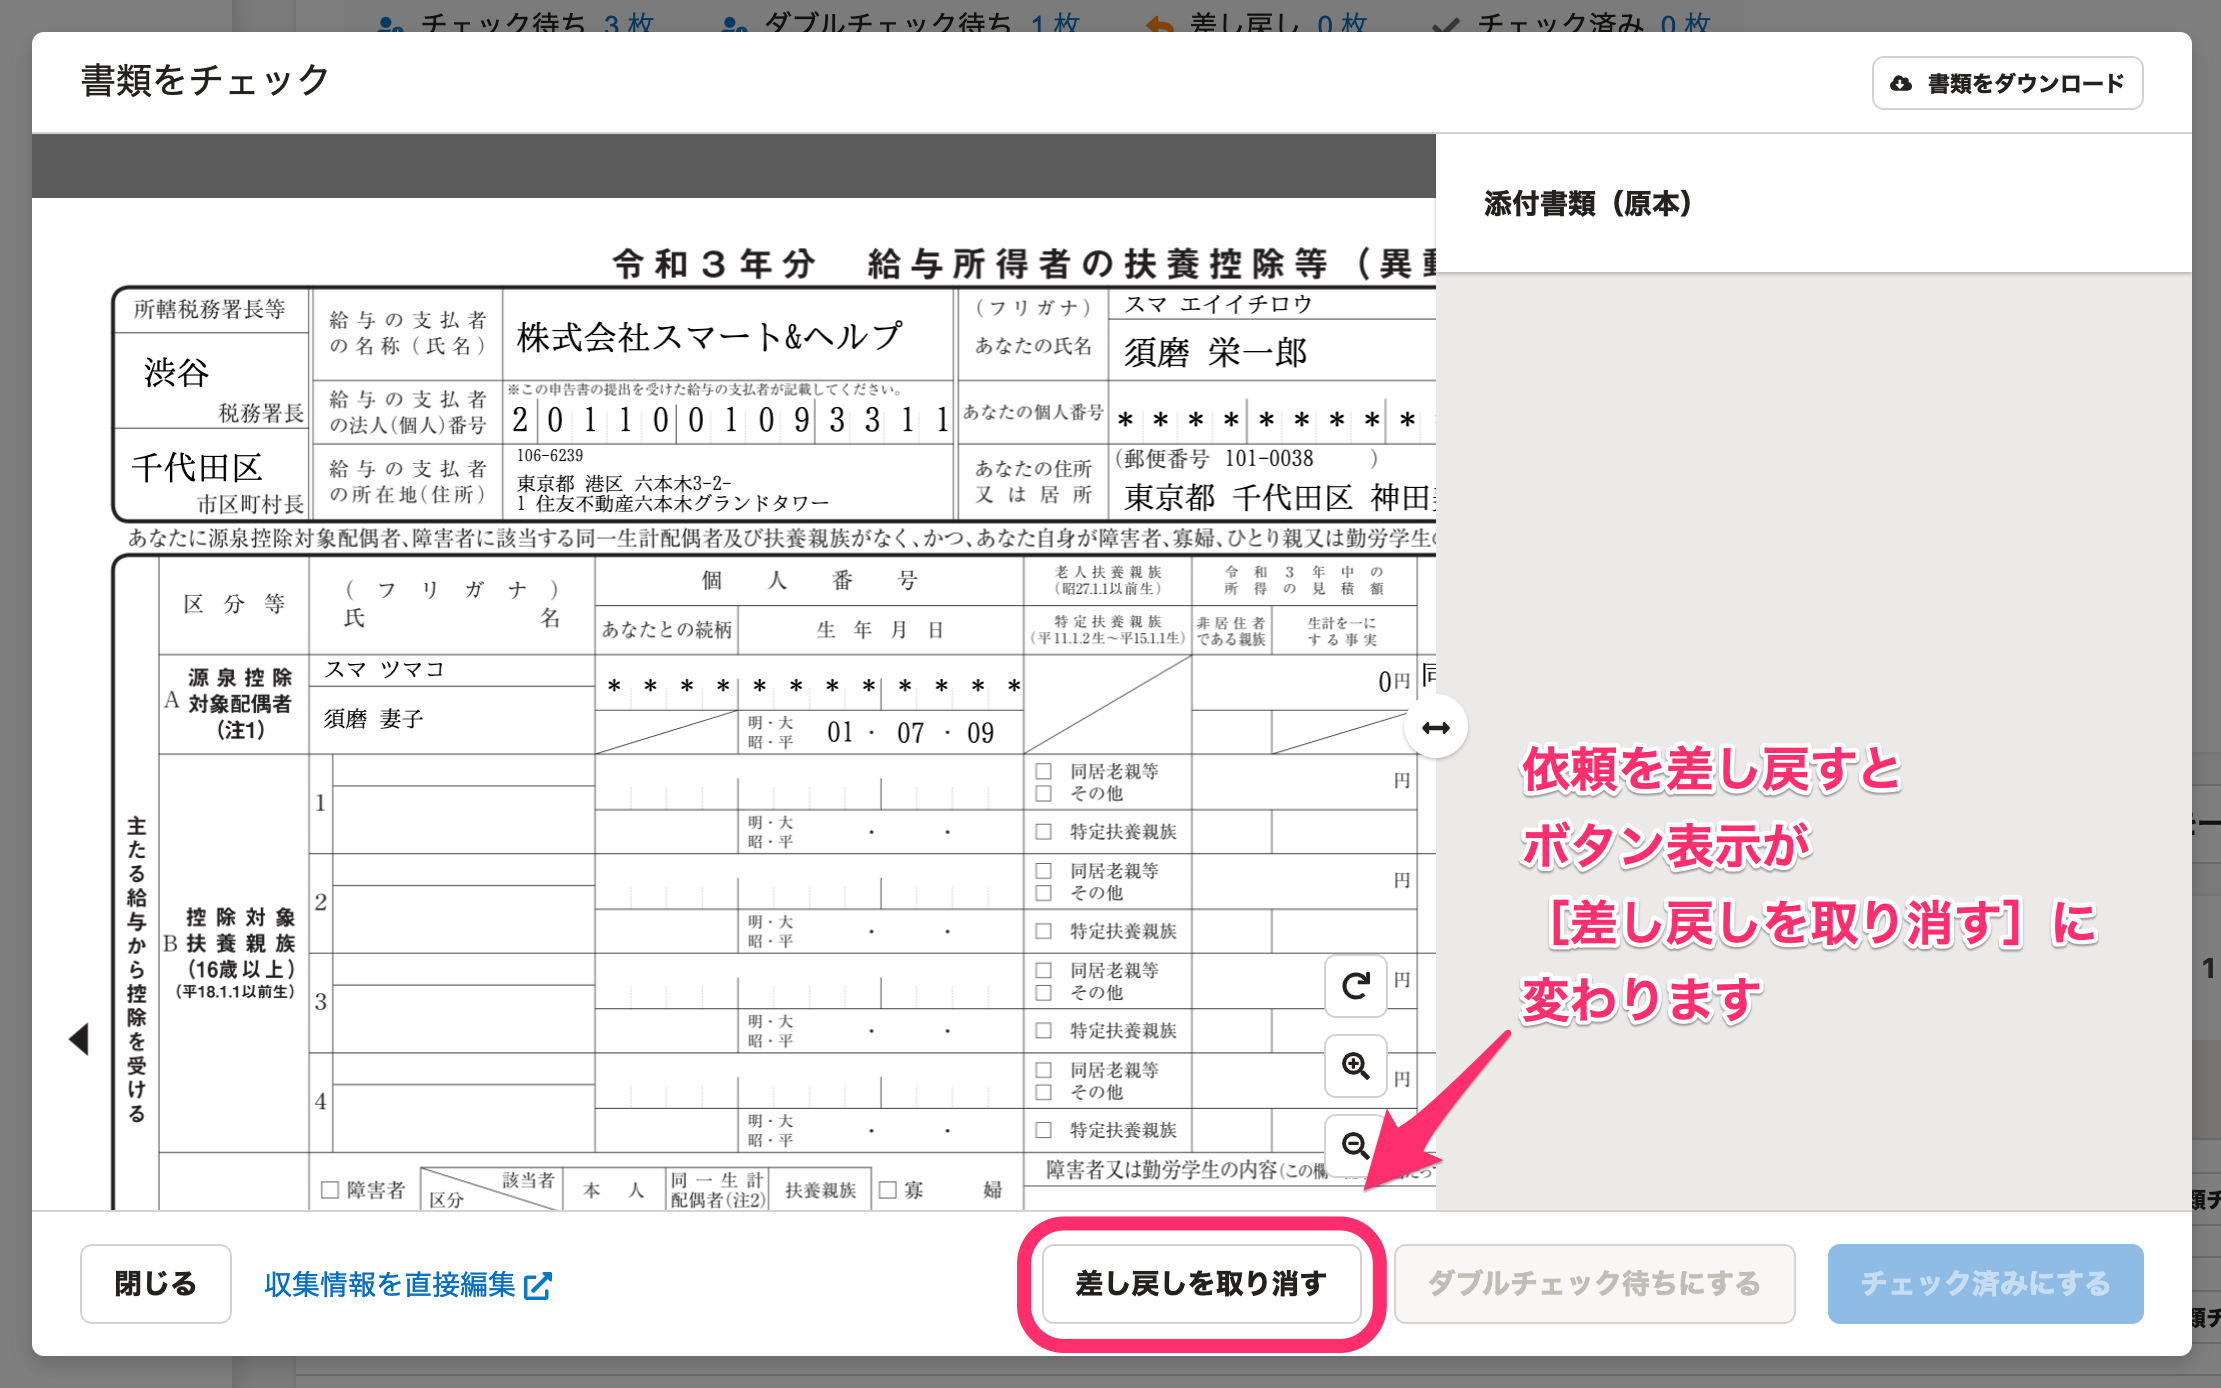 チェック待ち 3 枚 ダブルチェック待ち 1 枚 差し戻し 0 枚 チェック済み 0 枚
書類をチェック
書類をダウンロード
添付書類（原本）
令和３年分 給与所得者の扶養控除等（異動
所轄税務署長等
渋谷
税務署長
千代田区
市区町村長
給与の支払者
の名称（氏名）
株式会社スマート&ヘルプ
給与の支払者
の法人(個人)番号
※この申告書の提出を受けた給与の支払者が記載してください。
2011001093311
給与の支払者
の所在地(住所)
106-6239
東京都 港区 六本木3-2-
1 住友不動産六本木グランドタワー
（フリガナ）
スマ エイイチロウ
あなたの氏名
須磨 栄一郎
あなたの個人番号
* * * * * * * * *
あなたの住所
又は居所
(郵便番号 101-0038 )
東京都 千代田区 神田
あなたに源泉控除対象配偶者、障害者に該当する同一生計配偶者及び扶養親族がなく、かつ、あなた自身が障害者、寡婦、ひとり親又は勤労学生の
区分等
（フリガナ）
氏名
個人番号
あなたとの続柄
生年月日
老人扶養親族
(昭27.1.1以前生)
特定扶養親族
(平11.1.2生～平15.1.1生)
令和3年中の
所得の見積額
非居住者
である親族
生計を一に
する事実
主たる給与から控除を受ける
A 源泉控除
対象配偶者
(注1)
スマ ツマコ
須磨 妻子
* * * * * * * * * * * *
明・大
昭・平
01 ・ 07 ・ 09
0円
同
B 控除対象
扶養親族
(16歳以上)
(平18.1.1以前生)
1
明・大
昭・平
・ ・
□ 同居老親等
□ その他
□ 特定扶養親族
円
2
明・大
昭・平
・ ・
□ 同居老親等
□ その他
□ 特定扶養親族
円
3
明・大
昭・平
・ ・
□ 同居老親等
□ その他
□ 特定扶養親族
円
4
明・大
昭・平
・ ・
□ 同居老親等
□ その他
□ 特定扶養親族
円
□ 障害者
該当者
区分
本人
同一生計
配偶者(注2)
扶養親族
□ 寡婦
障害者又は勤労学生の内容(この欄
依頼を差し戻すと
ボタン表示が
［差し戻しを取り消す］に
変わります
閉じる
収集情報を直接編集
差し戻しを取り消す
ダブルチェック待ちにする
チェック済みにする
1
類チ
類チ